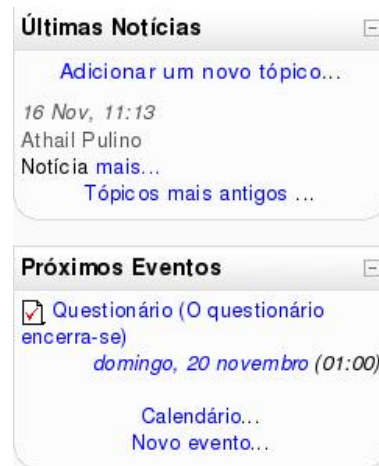 Últimas Notícias
Adicionar um novo tópico...
16 Nov, 11:13
Athail Pulino
Notícia mais...
Tópicos mais antigos ...
Próximos Eventos
Questionário (O questionário
encerra-se)
domingo, 20 novembro (01:00)
Calendário...
Novo evento...